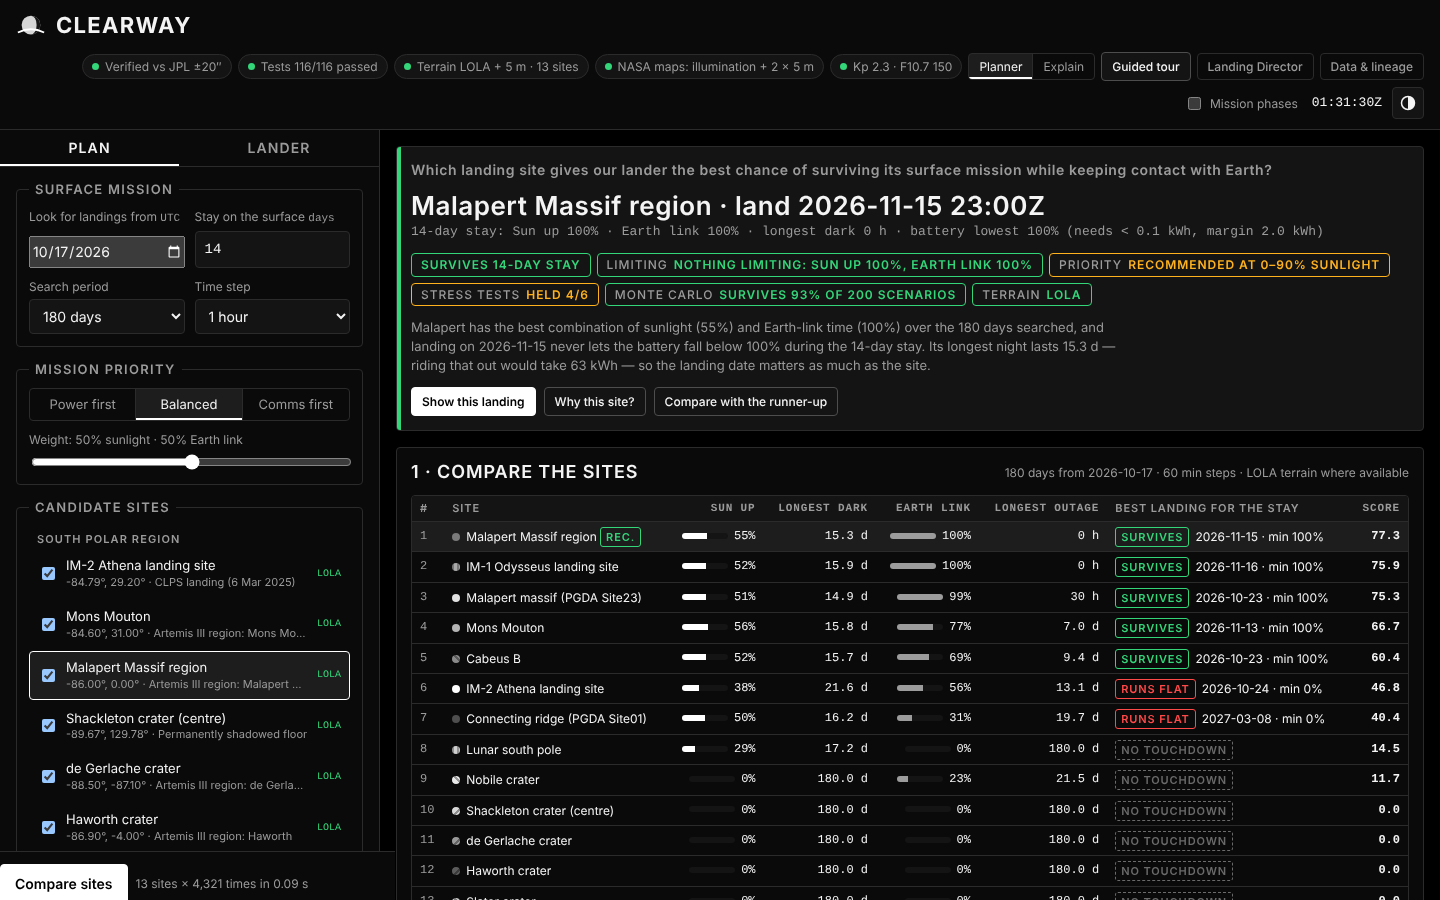 CLEARWAY
Verified vs JPL ±20″
Tests 116/116 passed
Terrain LOLA + 5 m · 13 sites
NASA maps: illumination + 2 × 5 m
Kp 2.3 · F10.7 150
Planner
Explain
Guided tour
Landing Director
Data & lineage
Mission phases
01:31:30Z
PLAN
LANDER
SURFACE MISSION
Look for landings from UTC
Stay on the surface days
10/17/2026
14
Search period
Time step
180 days
1 hour
MISSION PRIORITY
Power first
Balanced
Comms first
Weight: 50% sunlight · 50% Earth link
CANDIDATE SITES
SOUTH POLAR REGION
IM-2 Athena landing site
-84.79°, 29.20° · CLPS landing (6 Mar 2025)
LOLA
Mons Mouton
-84.60°, 31.00° · Artemis III region: Mons Mo...
LOLA
Malapert Massif region
-86.00°, 0.00° · Artemis III region: Malapert ...
LOLA
Shackleton crater (centre)
-89.67°, 129.78° · Permanently shadowed floor
LOLA
de Gerlache crater
-88.50°, -87.10° · Artemis III region: de Gerla...
LOLA
Haworth crater
-86.90°, -4.00° · Artemis III region: Haworth
LOLA
Compare sites
13 sites × 4,321 times in 0.09 s
Which landing site gives our lander the best chance of surviving its surface mission while keeping contact with Earth?
Malapert Massif region · land 2026-11-15 23:00Z
14-day stay: Sun up 100% · Earth link 100% · longest dark 0 h · battery lowest 100% (needs < 0.1 kWh, margin 2.0 kWh)
SURVIVES 14-DAY STAY
LIMITING NOTHING LIMITING: SUN UP 100%, EARTH LINK 100%
PRIORITY RECOMMENDED AT 0–90% SUNLIGHT
STRESS TESTS HELD 4/6
MONTE CARLO SURVIVES 93% OF 200 SCENARIOS
TERRAIN LOLA
Malapert has the best combination of sunlight (55%) and Earth-link time (100%) over the 180 days searched, and
landing on 2026-11-15 never lets the battery fall below 100% during the 14-day stay. Its longest night lasts 15.3 d —
riding that out would take 63 kWh — so the landing date matters as much as the site.
Show this landing
Why this site?
Compare with the runner-up
1 · COMPARE THE SITES
180 days from 2026-10-17 · 60 min steps · LOLA terrain where available
# SITE SUN UP LONGEST DARK EARTH LINK LONGEST OUTAGE BEST LANDING FOR THE STAY SCORE
1 Malapert Massif region REC. 55% 15.3 d 100% 0 h SURVIVES 2026-11-15 · min 100% 77.3
2 IM-1 Odysseus landing site 52% 15.9 d 100% 0 h SURVIVES 2026-11-16 · min 100% 75.9
3 Malapert massif (PGDA Site23) 51% 14.9 d 99% 30 h SURVIVES 2026-10-23 · min 100% 75.3
4 Mons Mouton 56% 15.8 d 77% 7.0 d SURVIVES 2026-11-13 · min 100% 66.7
5 Cabeus B 52% 15.7 d 69% 9.4 d SURVIVES 2026-10-23 · min 100% 60.4
6 IM-2 Athena landing site 38% 21.6 d 56% 13.1 d RUNS FLAT 2026-10-24 · min 0% 46.8
7 Connecting ridge (PGDA Site01) 50% 16.2 d 31% 19.7 d RUNS FLAT 2027-03-08 · min 0% 40.4
8 Lunar south pole 29% 17.2 d 0% 180.0 d NO TOUCHDOWN 14.5
9 Nobile crater 0% 180.0 d 23% 21.5 d NO TOUCHDOWN 11.7
10 Shackleton crater (centre) 0% 180.0 d 0% 180.0 d NO TOUCHDOWN 0.0
11 de Gerlache crater 0% 180.0 d 0% 180.0 d NO TOUCHDOWN 0.0
12 Haworth crater 0% 180.0 d 0% 180.0 d NO TOUCHDOWN 0.0